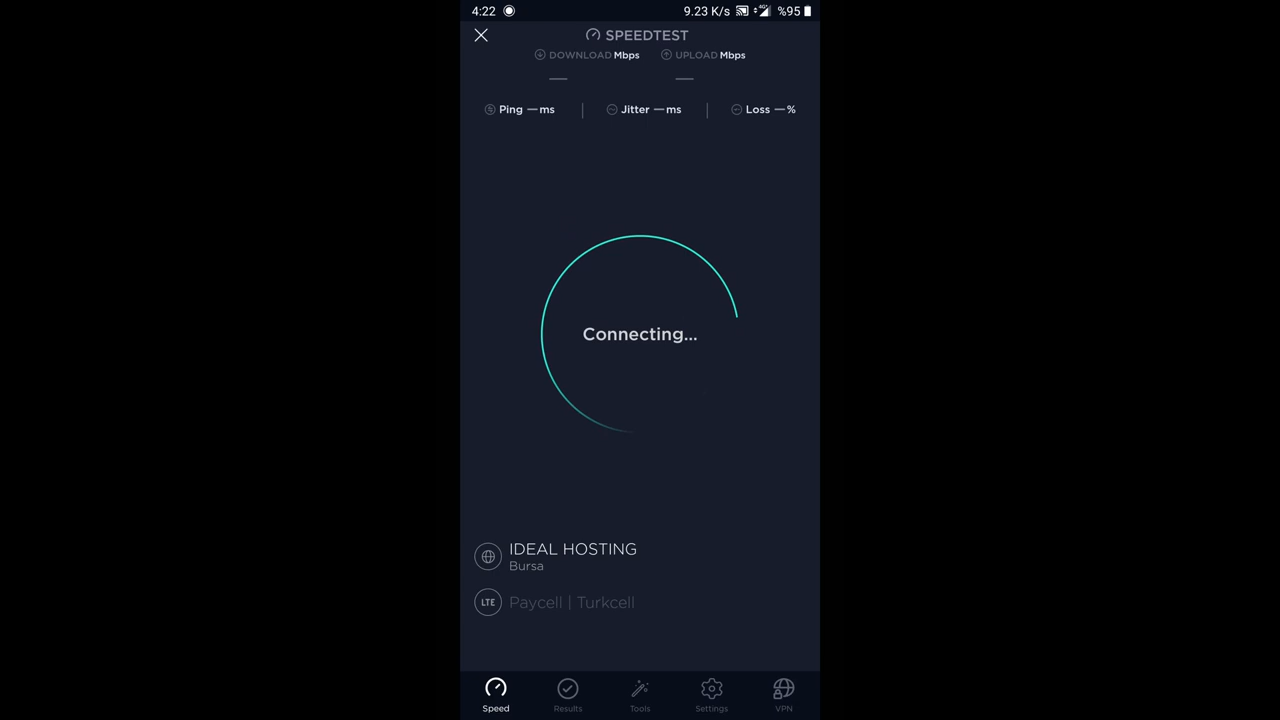 4:22 9.23 K/s 4G+ %95
SPEEDTEST
DOWNLOAD Mbps UPLOAD Mbps
— —
Ping — ms | Jitter — ms | Loss — %
Connecting...
IDEAL HOSTING
Bursa
LTE Paycell | Turkcell
Speed Results Tools Settings VPN